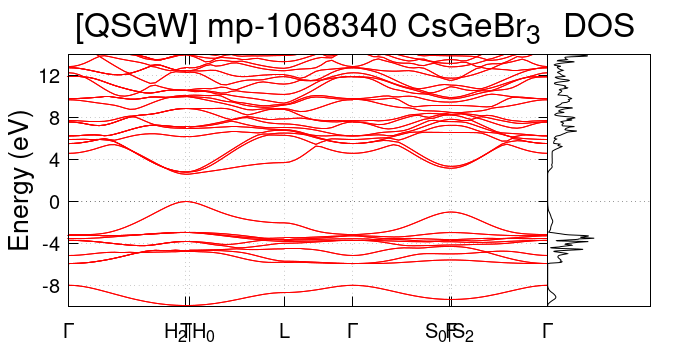 [QSGW] mp-1068340 CsGeBr₃ DOS
Energy (eV)
12
8
4
0
-4
-8
Γ H₂ T H₀ L Γ S₀ F S₂ Γ